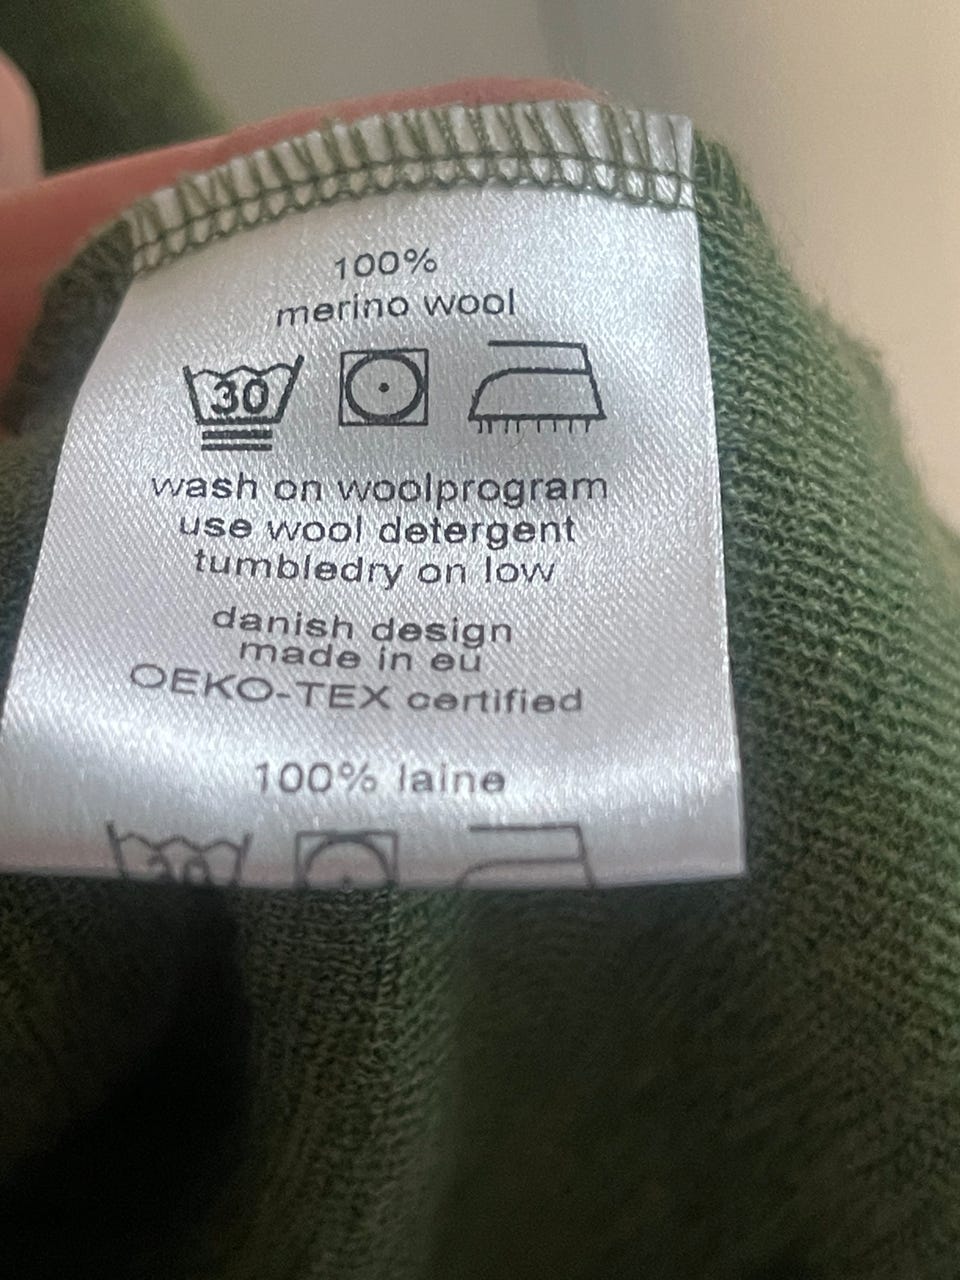 100%
merino wool
30
wash on woolprogram
use wool detergent
tumbledry on low
danish design
made in eu
OEKO-TEX certified
100% laine
30